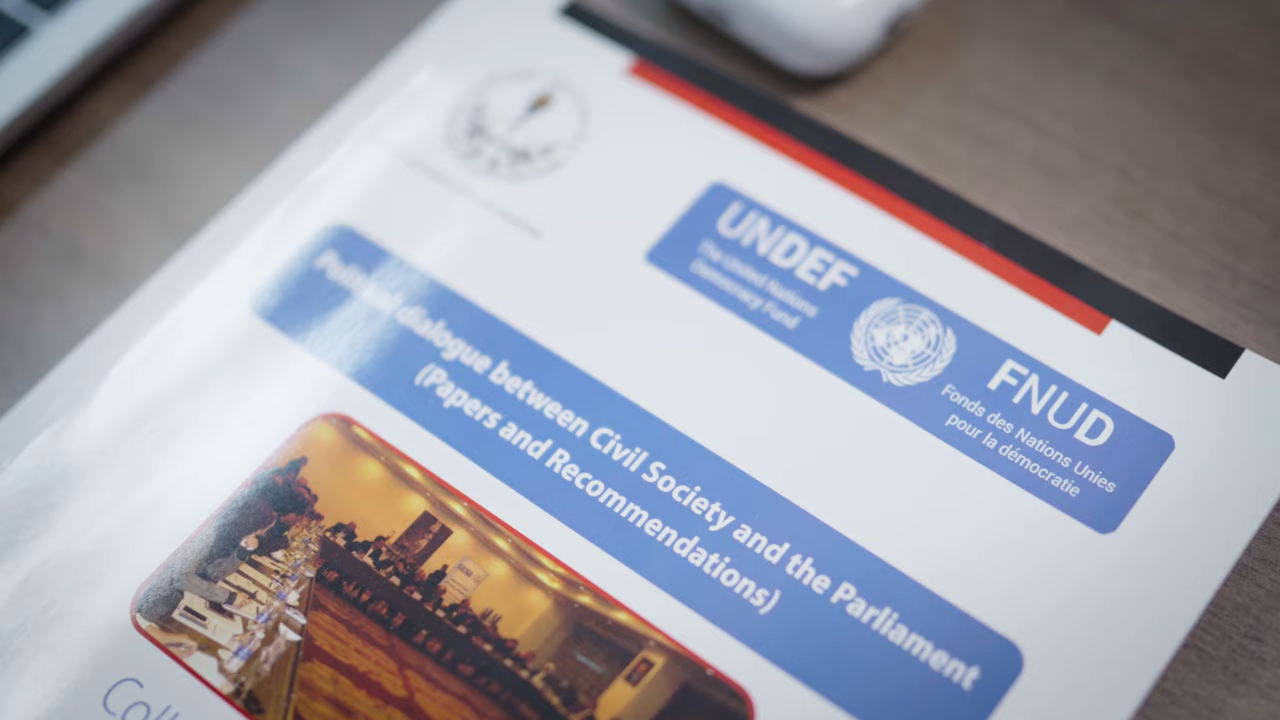 UNDEF
The United Nations
Democracy Fund
FNUD
Fonds des Nations Unies
pour la démocratie
dialogue between Civil Society and the Parliament
(Papers and Recommendations)